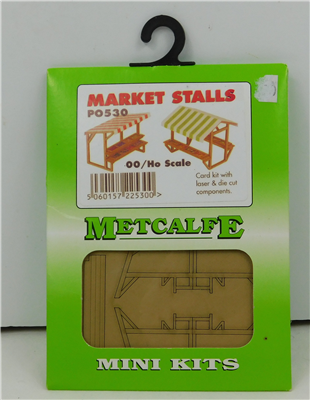 MARKET STALLS
PO530
00/Ho Scale
Card kit with
laser & die cut
components.
5 060157 225300 >
METCALFE
MINI KITS